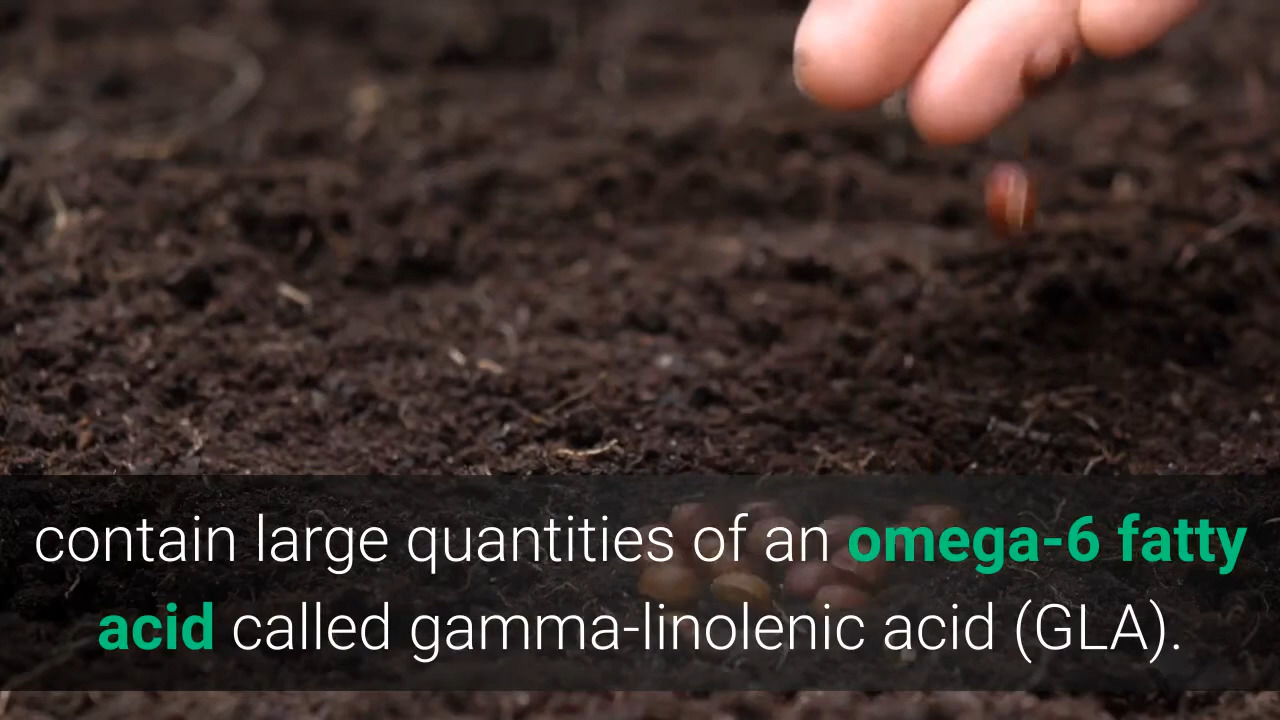 contain large quantities of an omega-6 fatty
acid called gamma-linolenic acid (GLA).